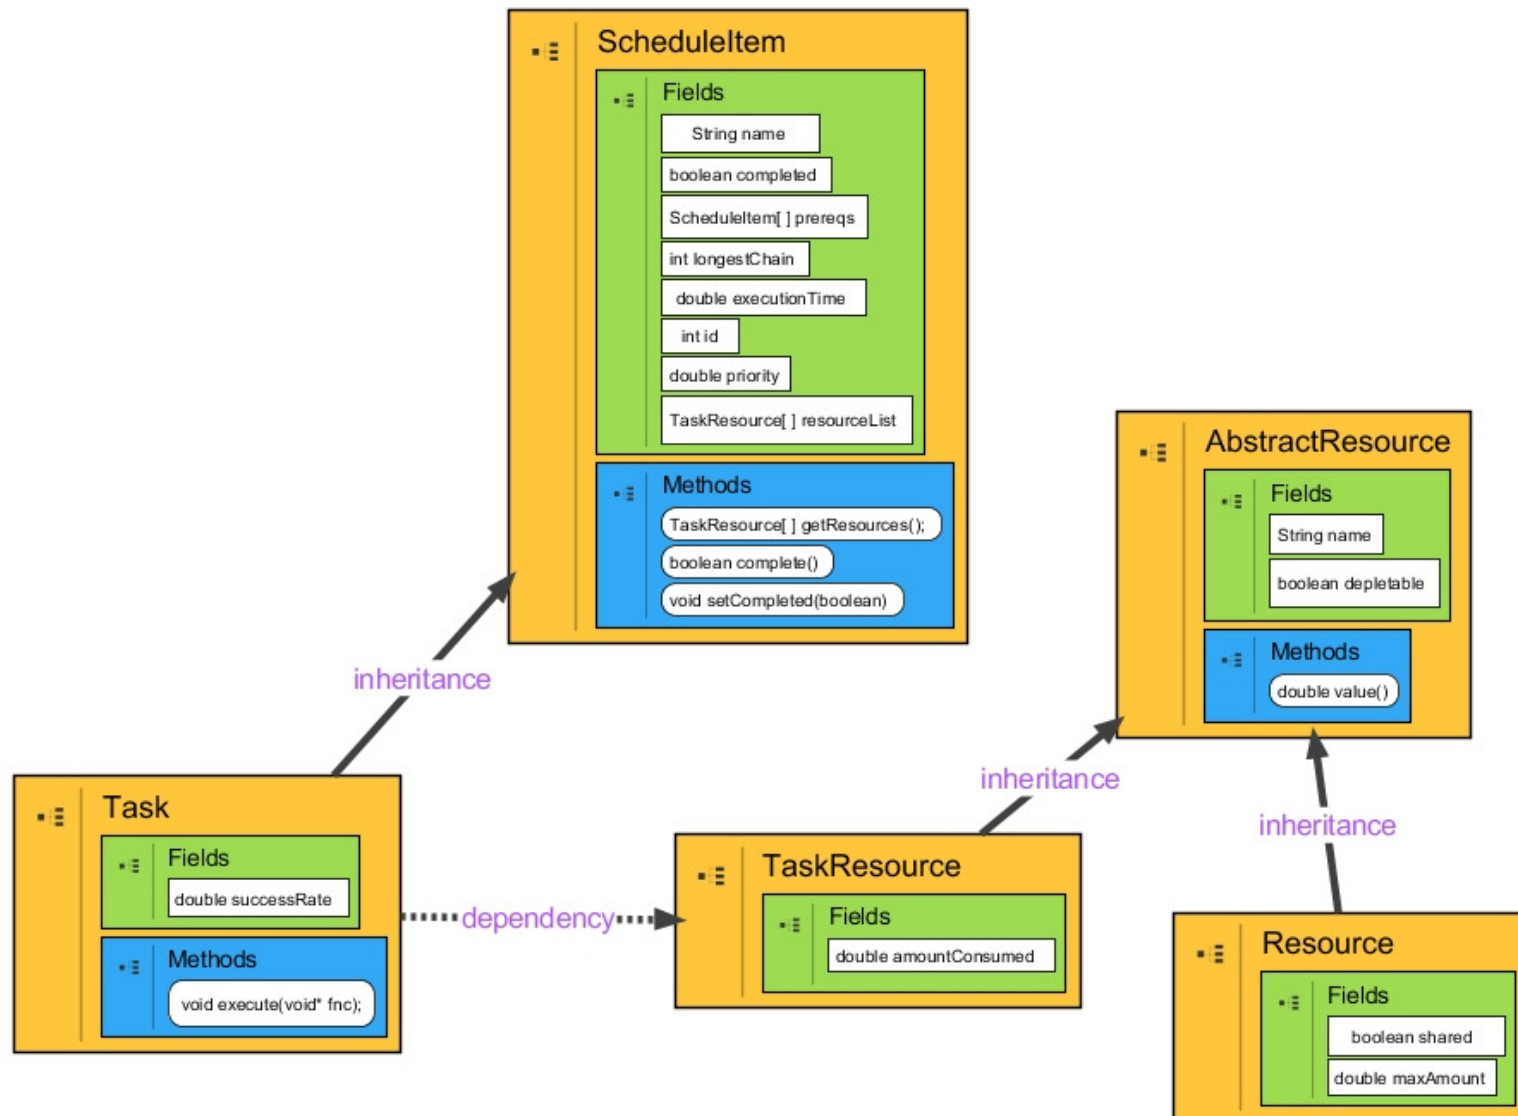 ScheduleItem
Fields
String name
boolean completed
ScheduleItem[ ] prereqs
int longestChain
double executionTime
int id
double priority
TaskResource[ ] resourceList
Methods
TaskResource[ ] getResources();
boolean complete()
void setCompleted(boolean)
AbstractResource
Fields
String name
boolean depletable
Methods
double value()
inheritance
inheritance
inheritance
Task
Fields
double successRate
Methods
void execute(void* fnc);
dependency
TaskResource
Fields
double amountConsumed
Resource
Fields
boolean shared
double maxAmount